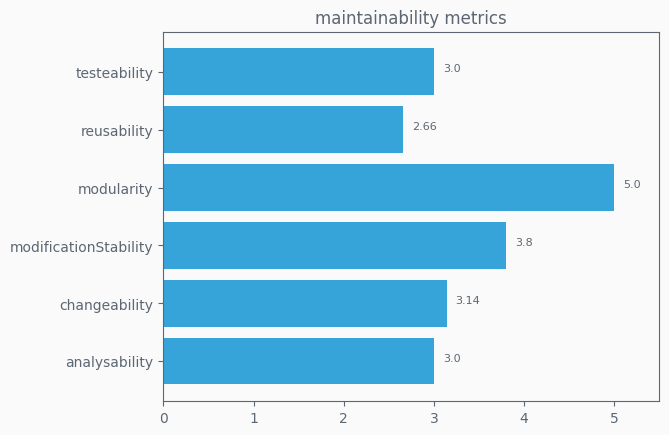 maintainability metrics
testeability
3.0
reusability
2.66
modularity
5.0
modificationStability
3.8
changeability
3.14
analysability
3.0
0 1 2 3 4 5